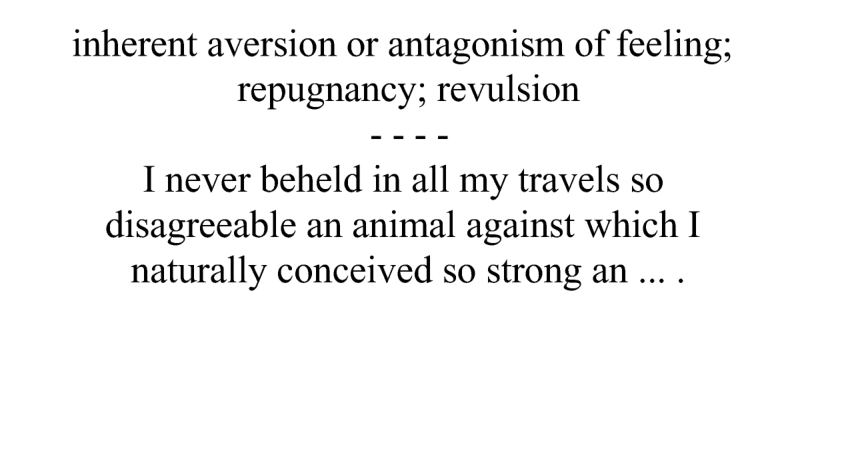 inherent aversion or antagonism of feeling;
repugnancy; revulsion
- - - -
I never beheld in all my travels so
disagreeable an animal against which I
naturally conceived so strong an ... .